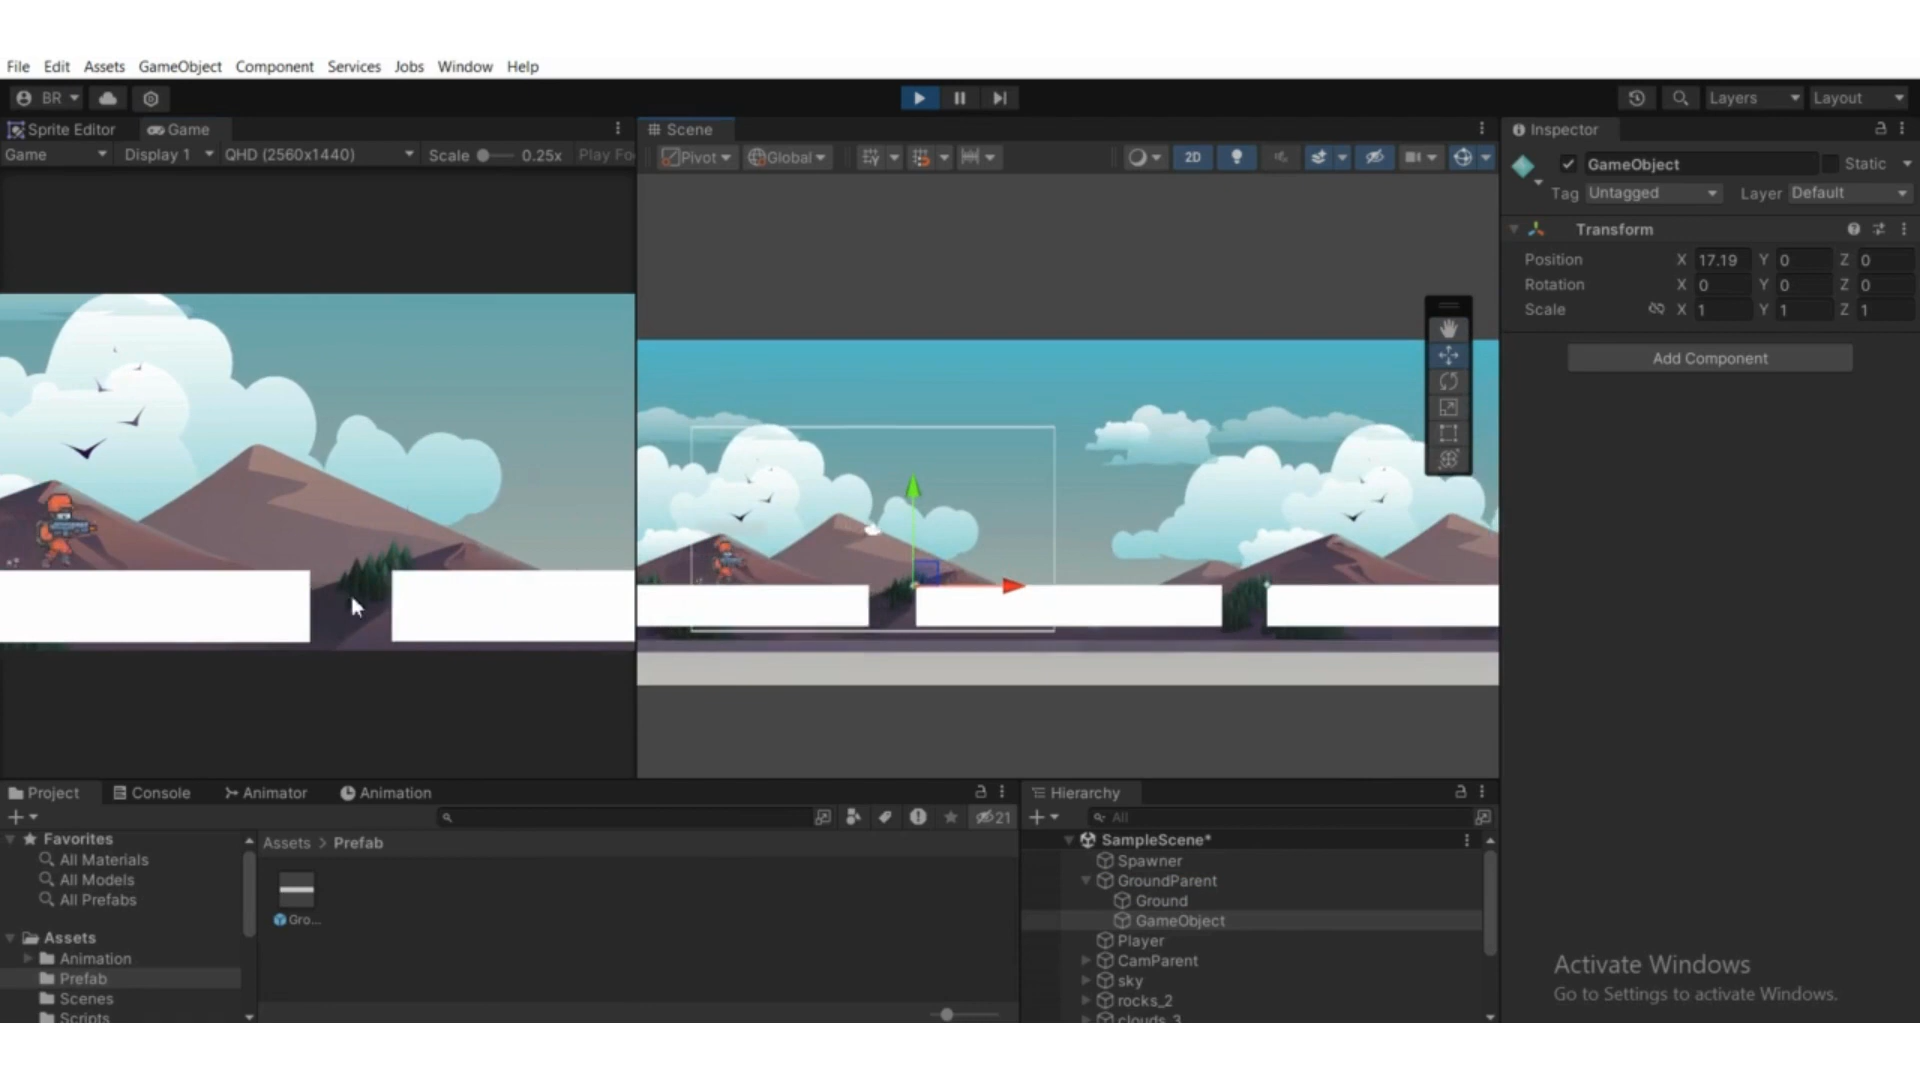 File Edit Assets GameObject Component Services Jobs Window Help
BR Layers Layout
Sprite Editor Game Scene Inspector
Game Display 1 QHD (2560x1440) Scale 0.25x Play Fo
Pivot Global 2D
GameObject Static
Tag Untagged Layer Default
Transform
Position X 17.19 Y 0 Z 0
Rotation X 0 Y 0 Z 0
Scale X 1 Y 1 Z 1
Add Component
Project Console Animator Animation
21
Favorites
All Materials
All Models
All Prefabs
Assets
Animation
Prefab
Scenes
Scripts
Assets > Prefab
Gro...
Hierarchy
All
SampleScene*
Spawner
GroundParent
Ground
GameObject
Player
CamParent
sky
rocks_2
clouds_3
Activate Windows
Go to Settings to activate Windows.